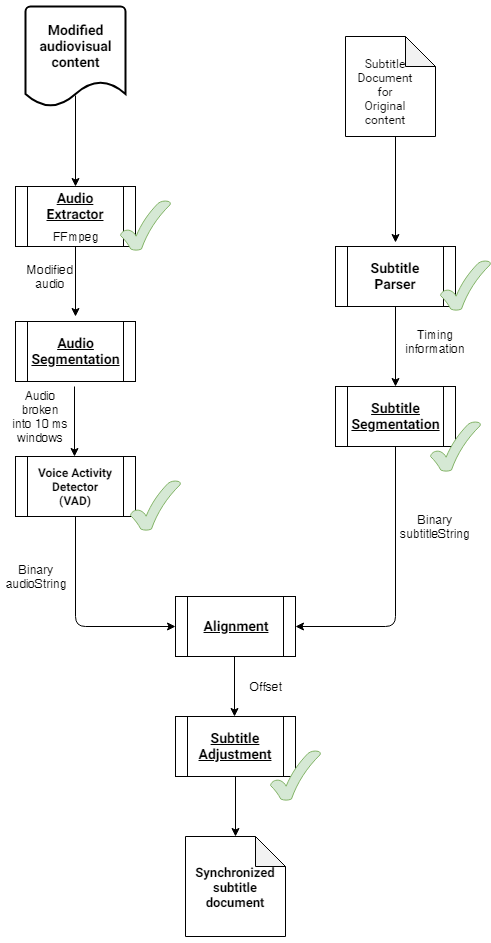 Modified
audiovisual
content
Subtitle
Document
for
Original
content
Audio
Extractor
FFmpeg
Modified
audio
Subtitle
Parser
Timing
information
Audio
Segmentation
Audio
broken
into 10 ms
windows
Subtitle
Segmentation
Voice Activity
Detector
(VAD)
Binary
subtitleString
Binary
audioString
Alignment
Offset
Subtitle
Adjustment
Synchronized
subtitle
document